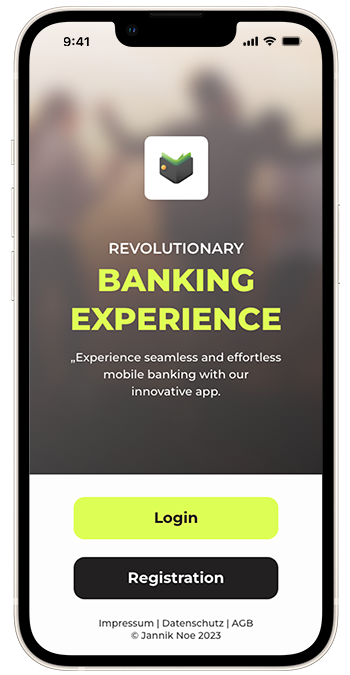 9:41
REVOLUTIONARY
BANKING
EXPERIENCE
„Experience seamless and effortless
mobile banking with our
innovative app.
Login
Registration
Impressum | Datenschutz | AGB
© Jannik Noe 2023